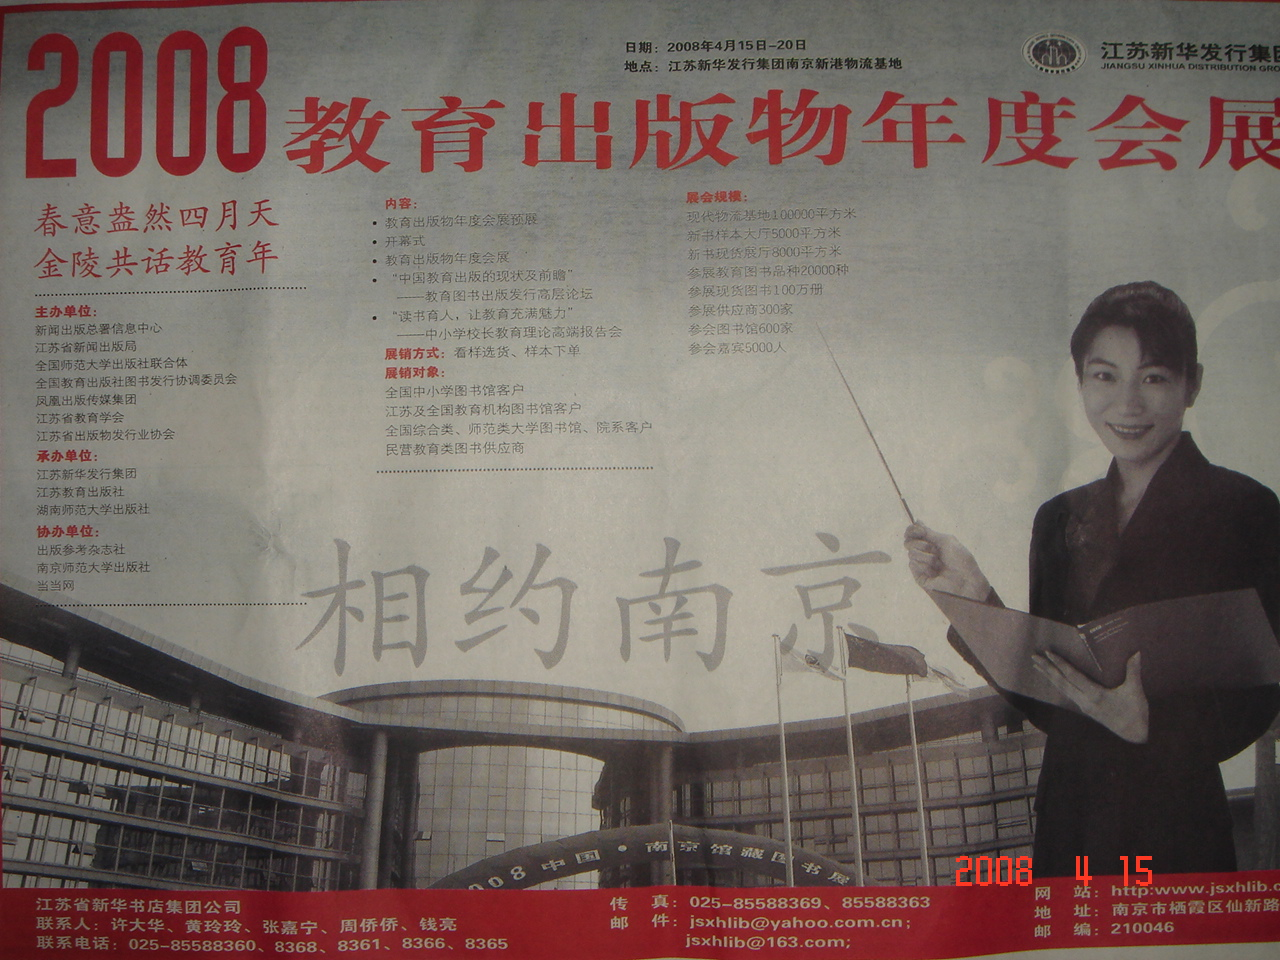 2008教育出版物年度会展
日期：2008年4月15日-20日
地点：江苏新华发行集团南京新港物流基地
江苏新华发行集团
JIANGSU XINHUA DISTRIBUTION GRO
春意盎然四月天
金陵共话教育年
主办单位：
新闻出版总署信息中心
江苏省新闻出版局
全国师范大学出版社联合体
全国教育出版社图书发行协调委员会
凤凰出版传媒集团
江苏省教育学会
江苏省出版物发行业协会
承办单位：
江苏新华发行集团
江苏教育出版社
湖南师范大学出版社
协办单位：
出版参考杂志社
南京师范大学出版社
当当网
内容：
• 教育出版物年度会展预展
• 开幕式
• 教育出版物年度会展
• “中国教育出版的现状及前瞻”
——教育图书出版发行高层论坛
• “读书育人，让教育充满魅力”
——中小学校长教育理论高端报告会
展销方式：看样选货、样本下单
展销对象：
全国中小学图书馆客户
江苏及全国教育机构图书馆客户
全国综合类、师范类大学图书馆、院系客户
民营教育类图书供应商
展会规模：
现代物流基地100000平方米
新书样本大厅5000平方米
新书现货展厅8000平方米
参展教育图书品种20000种
参展现货图书100万册
参展供应商300家
参会图书馆600家
参会嘉宾5000人
相约南京
008中国·南京馆藏图书展
2008 4 15
江苏省新华书店集团公司
联系人：许大华、黄玲玲、张嘉宁、周侨侨、钱亮
联系电话：025-85588360、8368、8361、8366、8365
传 真：025-85588369、85588363
邮 件：jsxhlib@yahoo.com.cn;
jsxhlib@163.com;
网 站：http:www.jsxhlib.c
地 址：南京市栖霞区仙新路
邮 编：210046